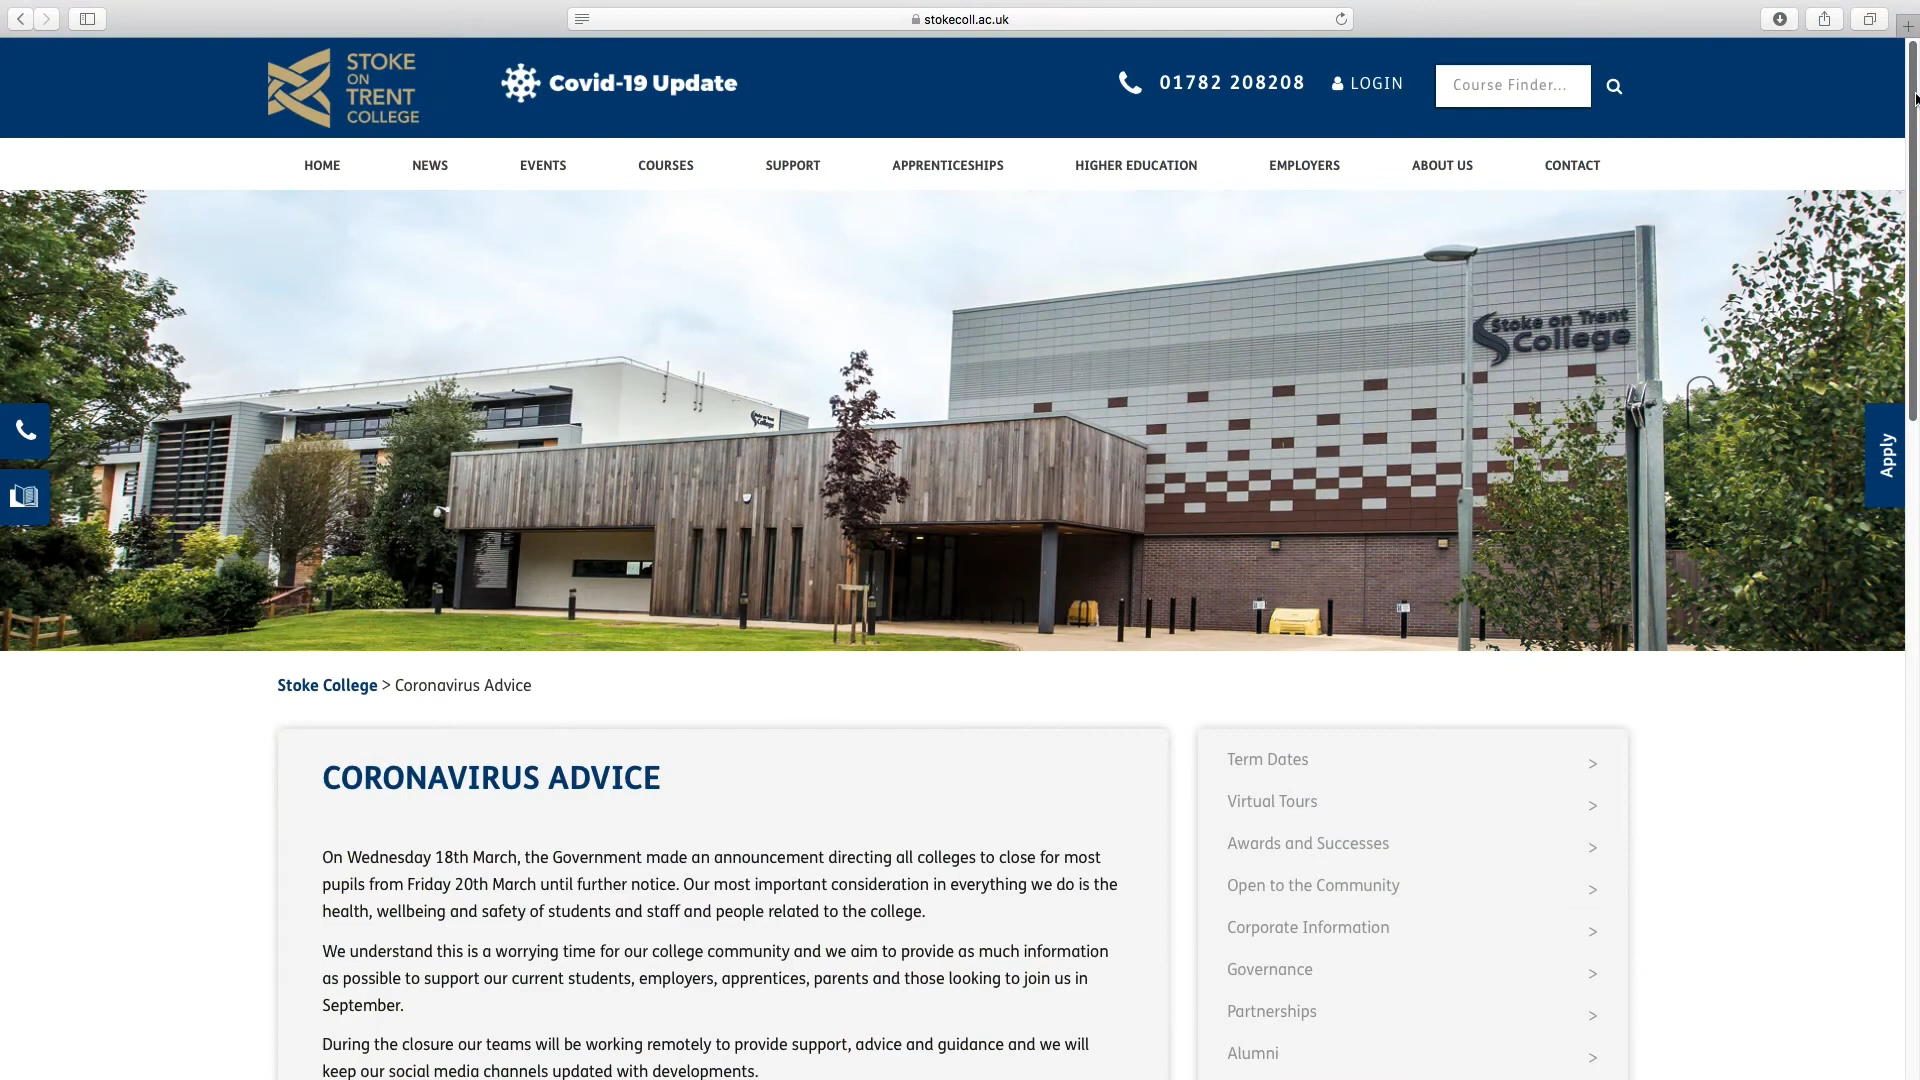 stokecoll.ac.uk
STOKE
ON
TRENT
COLLEGE
Covid-19 Update
01782 208208
LOGIN
Course Finder...
HOME NEWS EVENTS COURSES SUPPORT APPRENTICESHIPS HIGHER EDUCATION EMPLOYERS ABOUT US CONTACT
Stoke on Trent
College
Apply
Stoke College > Coronavirus Advice
CORONAVIRUS ADVICE
On Wednesday 18th March, the Government made an announcement directing all colleges to close for most
pupils from Friday 20th March until further notice. Our most important consideration in everything we do is the
health, wellbeing and safety of students and staff and people related to the college.
We understand this is a worrying time for our college community and we aim to provide as much information
as possible to support our current students, employers, apprentices, parents and those looking to join us in
September.
During the closure our teams will be working remotely to provide support, advice and guidance and we will
keep our social media channels updated with developments.
Term Dates >
Virtual Tours >
Awards and Successes >
Open to the Community >
Corporate Information >
Governance >
Partnerships >
Alumni >